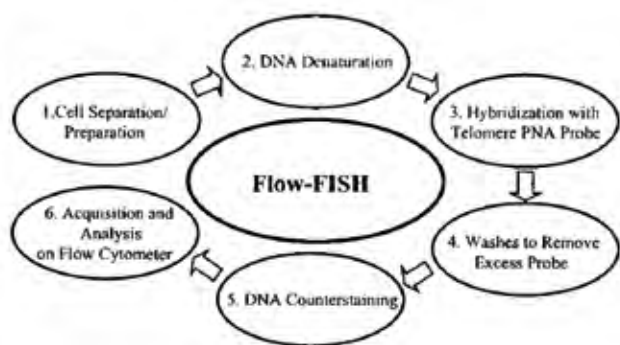 1.Cell Separation/
Preparation
2. DNA Denaturation
3. Hybridization with
Telomere PNA Probe
4. Washes to Remove
Excess Probe
5. DNA Counterstaining
6. Acquisition and
Analysis
on Flow Cytometer
Flow-FISH